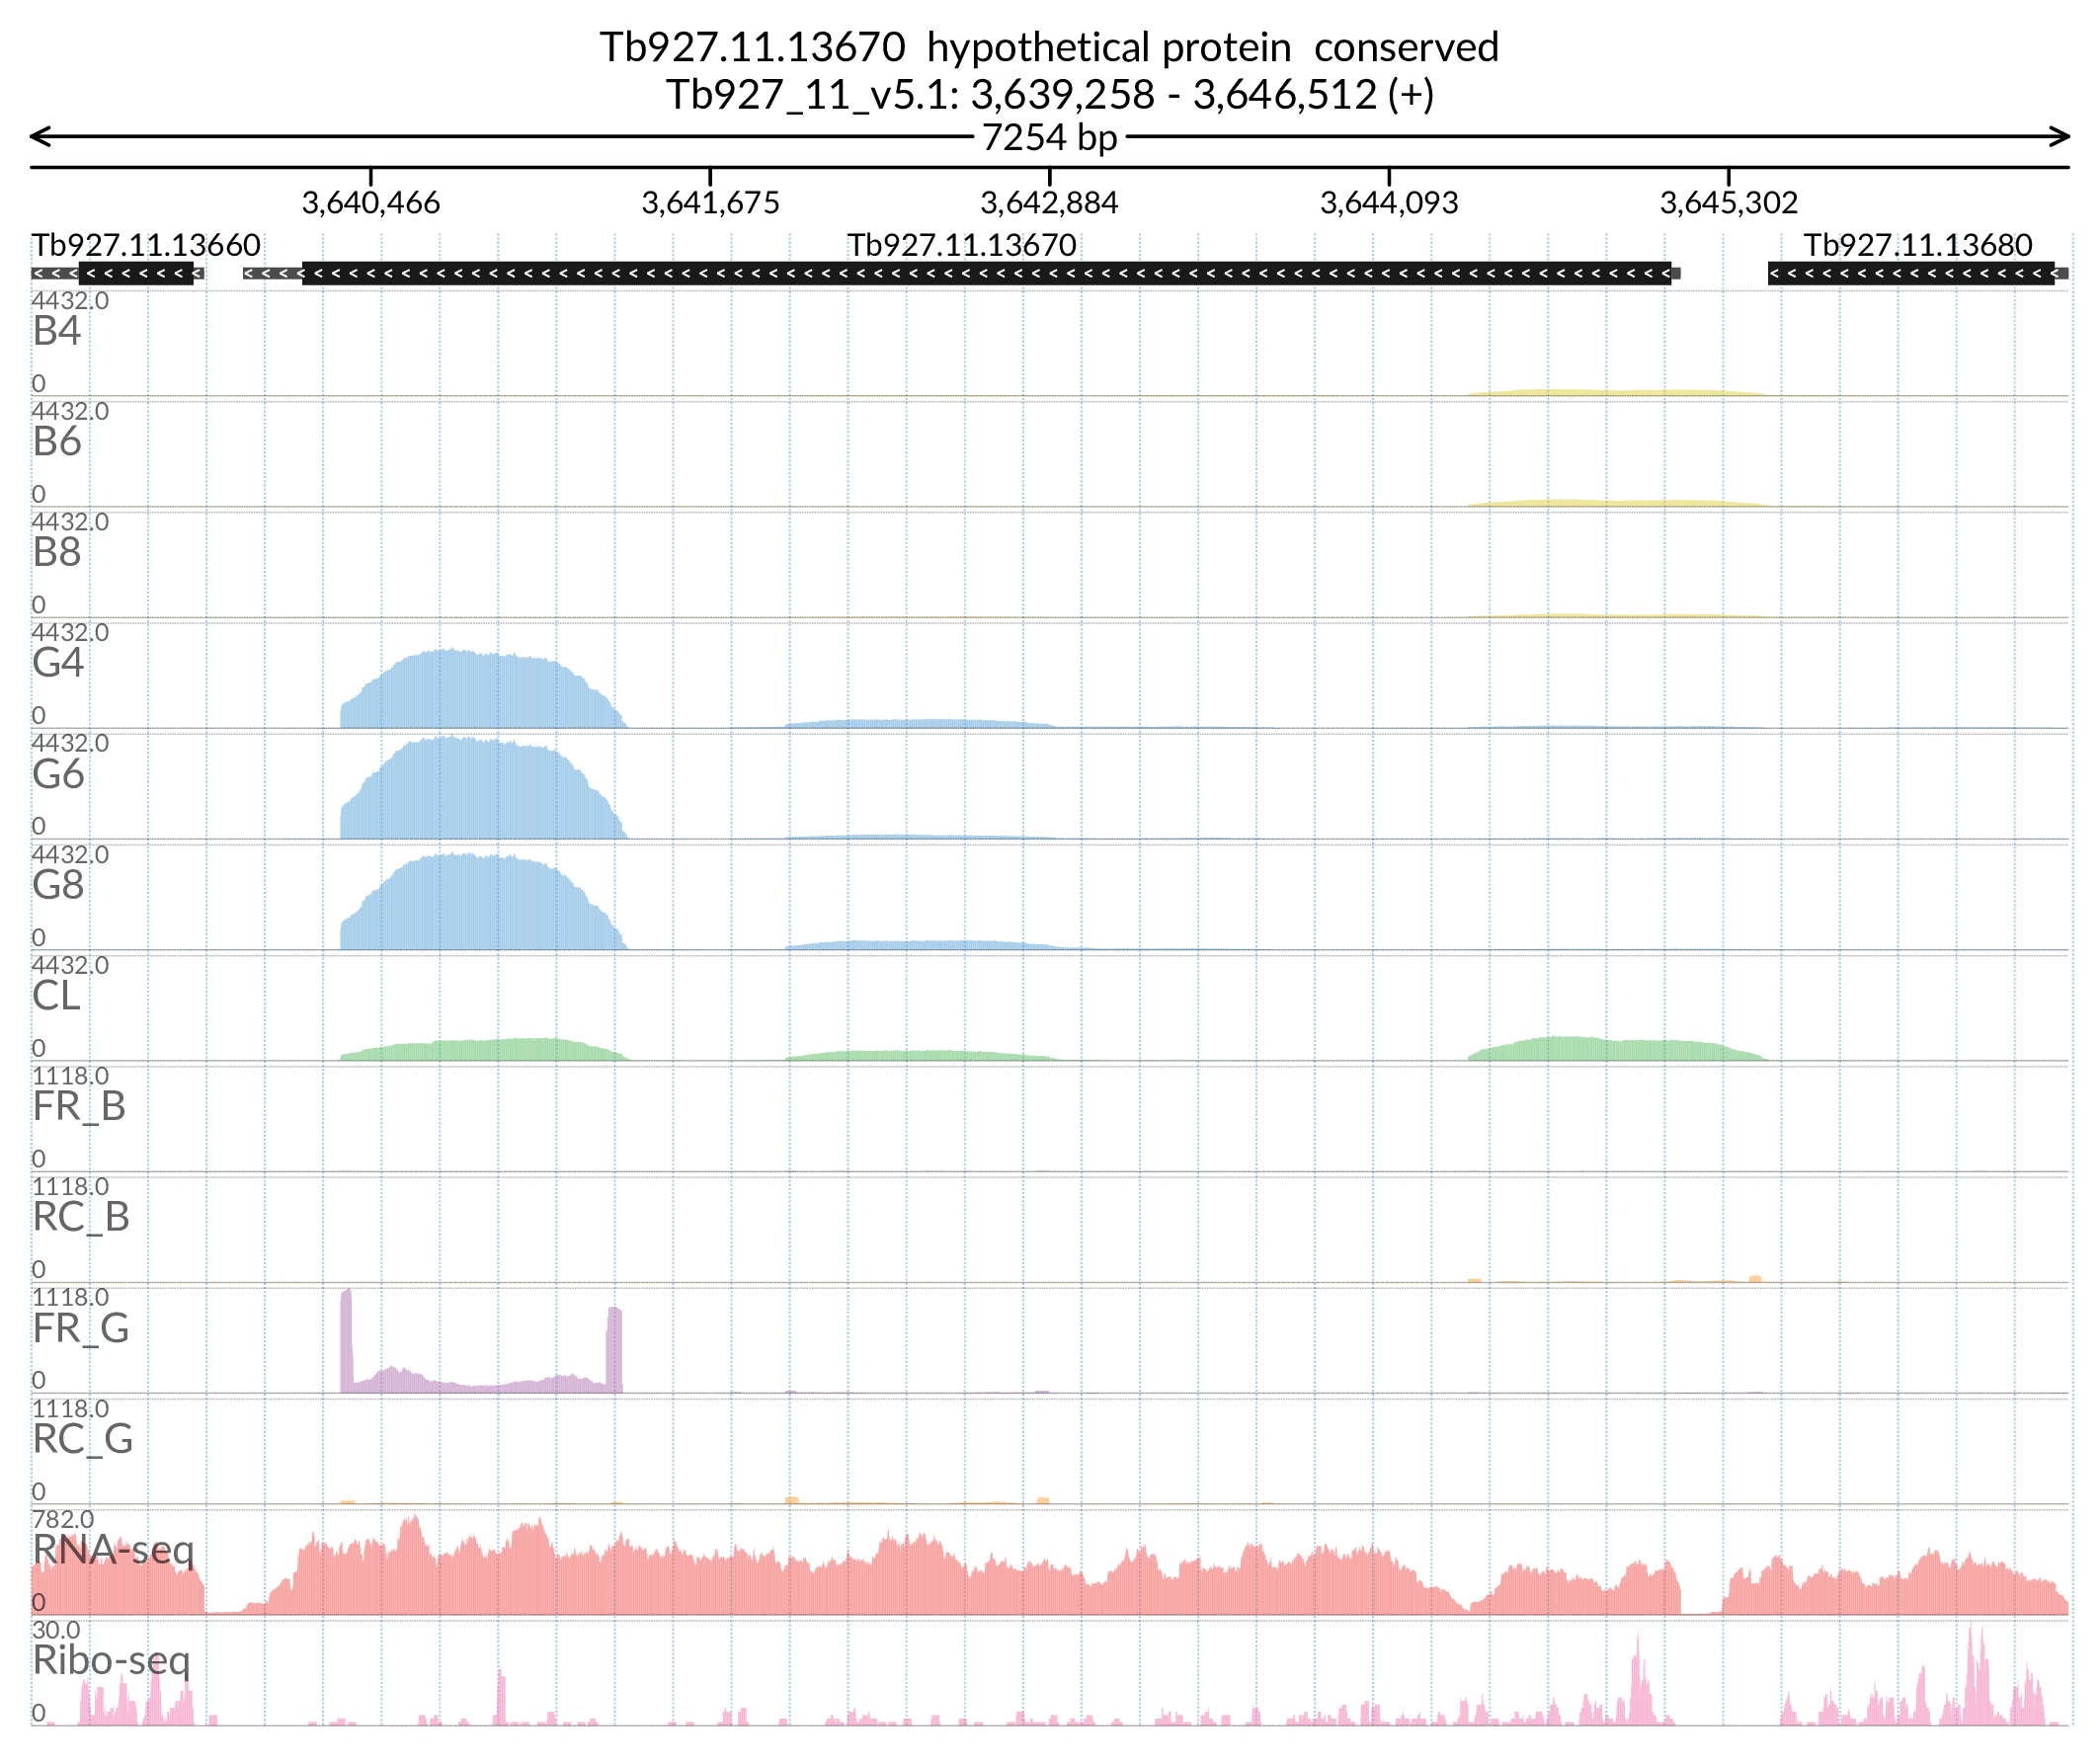 Tb927.11.13670 hypothetical protein conserved
Tb927_11_v5.1: 3,639,258 - 3,646,512 (+)
7254 bp
3,640,466 3,641,675 3,642,884 3,644,093 3,645,302
Tb927.11.13660 Tb927.11.13670 Tb927.11.13680
4432.0
B4
0
4432.0
B6
0
4432.0
B8
0
4432.0
G4
0
4432.0
G6
0
4432.0
G8
0
4432.0
CL
0
1118.0
FR_B
0
1118.0
RC_B
0
1118.0
FR_G
0
1118.0
RC_G
0
782.0
RNA-seq
0
30.0
Ribo-seq
0